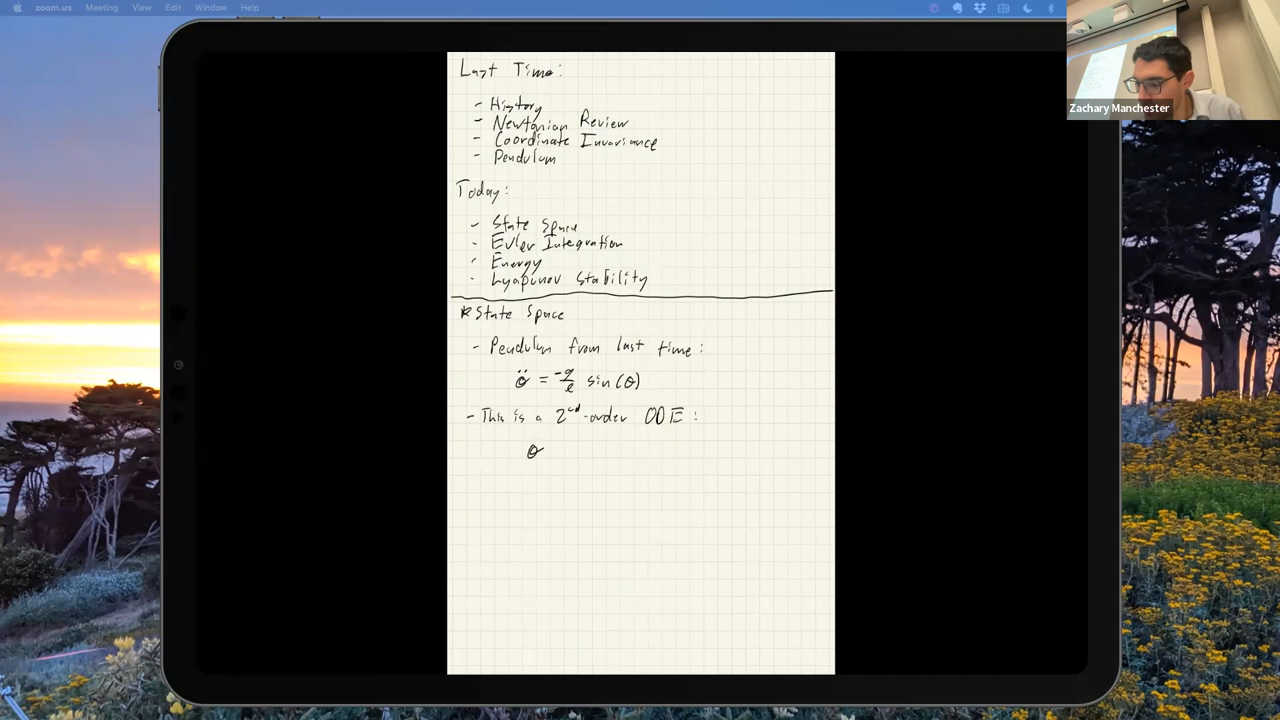 zoom.us Meeting View Edit Window Help
Zachary Manchester
Last Time:
- History
- Newtonian Review
- Coordinate Invariance
- Pendulum
Today:
- State Space
- Euler Integration
- Energy
- Lyapunov Stability
* State Space
- Pendulum from last time:
θ̈ = -g/ℓ sin(θ)
- This is a 2nd-order ODE:
θ